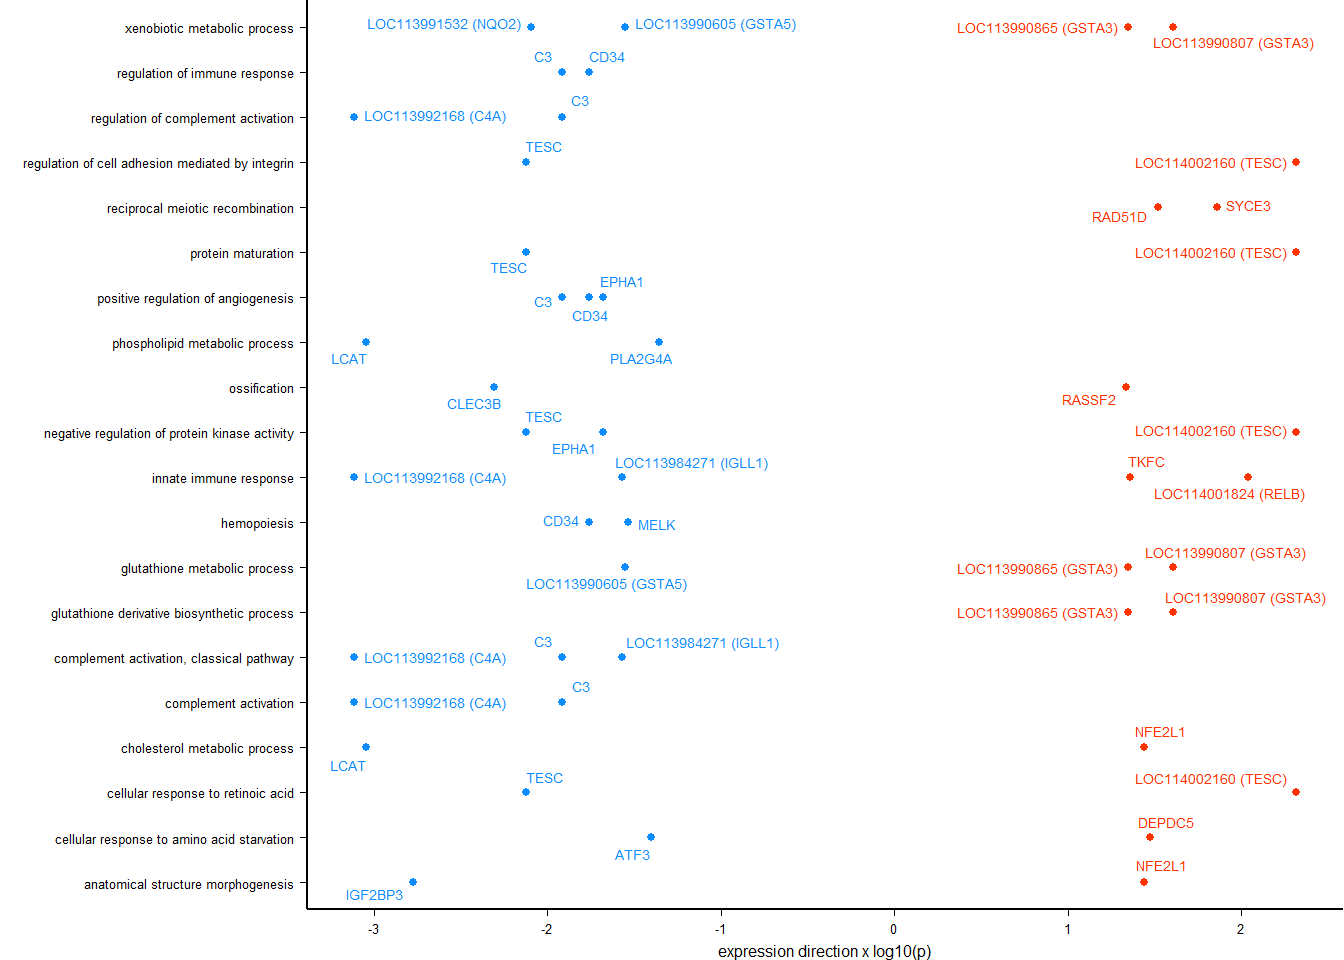 xenobiotic metabolic process
LOC113991532 (NQO2)
LOC113990605 (GSTA5)
LOC113990865 (GSTA3)
LOC113990807 (GSTA3)
regulation of immune response
C3
CD34
regulation of complement activation
LOC113992168 (C4A)
C3
regulation of cell adhesion mediated by integrin
TESC
LOC114002160 (TESC)
reciprocal meiotic recombination
RAD51D
SYCE3
protein maturation
TESC
LOC114002160 (TESC)
positive regulation of angiogenesis
C3
CD34
EPHA1
phospholipid metabolic process
LCAT
PLA2G4A
ossification
CLEC3B
RASSF2
negative regulation of protein kinase activity
TESC
EPHA1
LOC114002160 (TESC)
innate immune response
LOC113992168 (C4A)
LOC113984271 (IGLL1)
TKFC
LOC114001824 (RELB)
hemopoiesis
CD34
MELK
glutathione metabolic process
LOC113990605 (GSTA5)
LOC113990865 (GSTA3)
LOC113990807 (GSTA3)
glutathione derivative biosynthetic process
LOC113990865 (GSTA3)
LOC113990807 (GSTA3)
complement activation, classical pathway
LOC113992168 (C4A)
C3
LOC113984271 (IGLL1)
complement activation
LOC113992168 (C4A)
C3
cholesterol metabolic process
LCAT
NFE2L1
cellular response to retinoic acid
TESC
LOC114002160 (TESC)
cellular response to amino acid starvation
ATF3
DEPDC5
anatomical structure morphogenesis
IGF2BP3
NFE2L1
-3
-2
-1
0
1
2
expression direction x log10(p)